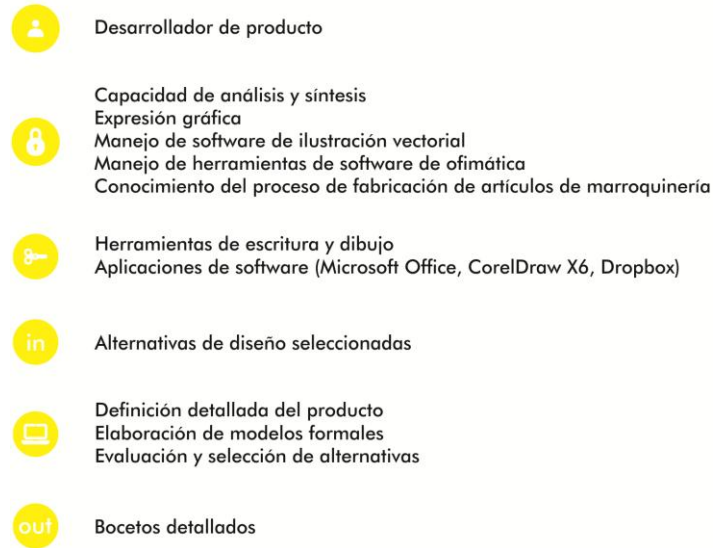 Desarrollador de producto
Capacidad de análisis y síntesis
Expresión gráfica
Manejo de software de ilustración vectorial
Manejo de herramientas de software de ofimática
Conocimiento del proceso de fabricación de artículos de marroquinería
Herramientas de escritura y dibujo
Aplicaciones de software (Microsoft Office, CorelDraw X6, Dropbox)
in
Alternativas de diseño seleccionadas
Definición detallada del producto
Elaboración de modelos formales
Evaluación y selección de alternativas
out
Bocetos detallados